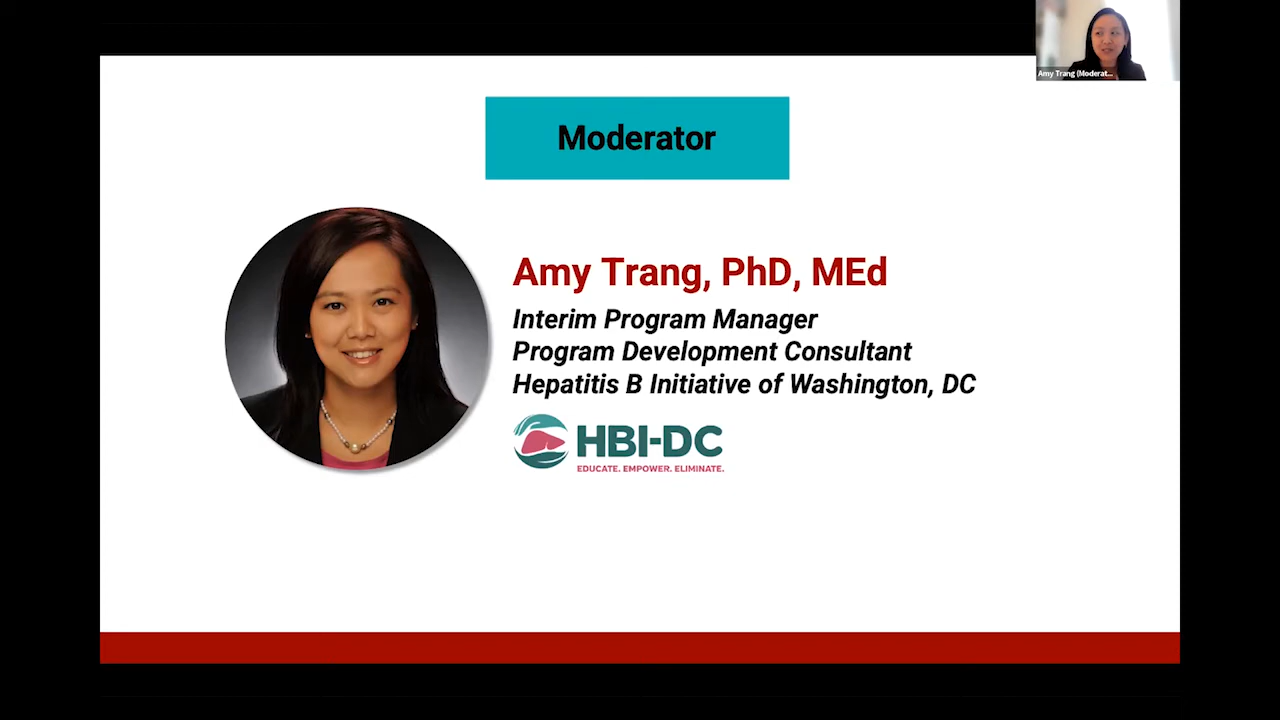 Amy Trang (Moderat...
Moderator
Amy Trang, PhD, MEd
Interim Program Manager
Program Development Consultant
Hepatitis B Initiative of Washington, DC
HBI-DC
EDUCATE. EMPOWER. ELIMINATE.